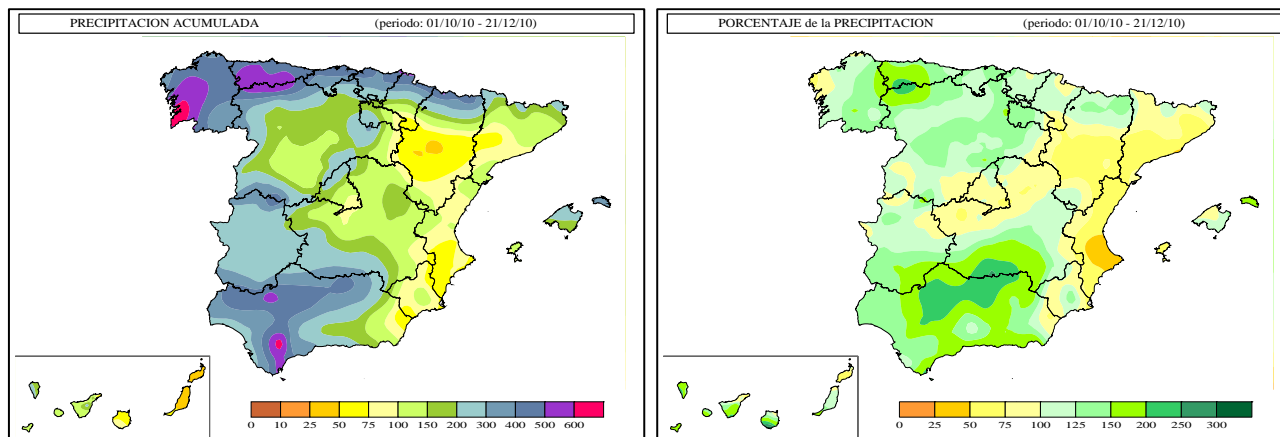 PRECIPITACION ACUMULADA (periodo: 01/10/10 - 21/12/10)
0 10 25 50 75 100 150 200 300 400 500 600
PORCENTAJE de la PRECIPITACION (periodo: 01/10/10 - 21/12/10)
0 25 50 75 100 125 150 200 250 300